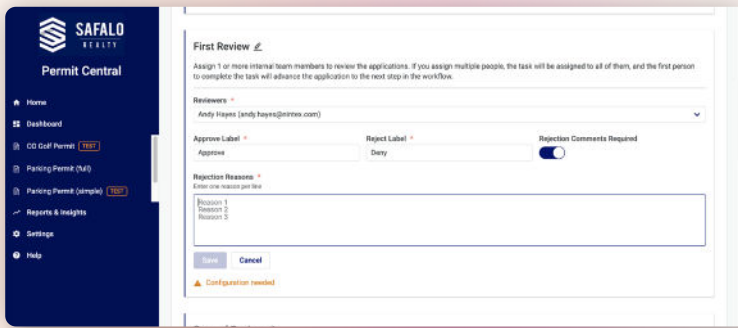 SAFALO
REALTY
Permit Central
Home
Dashboard
CO Golf Permit TEST
Parking Permit (full)
Parking Permit (simple) TEST
Reports & Insights
Settings
Help
First Review
Assign 1 or more internal team members to review the applications. If you assign multiple people, the task will be assigned to all of them, and the first person
to complete the task will advance the application to the next step in the workflow.
Reviewers *
Andy Hayes (andy.hayes@nintex.com)
Approve Label * Reject Label * Rejection Comments Required
Approve Deny
Rejection Reasons *
Enter one reason per line
Reason 1
Reason 2
Reason 3
Save Cancel
Configuration needed